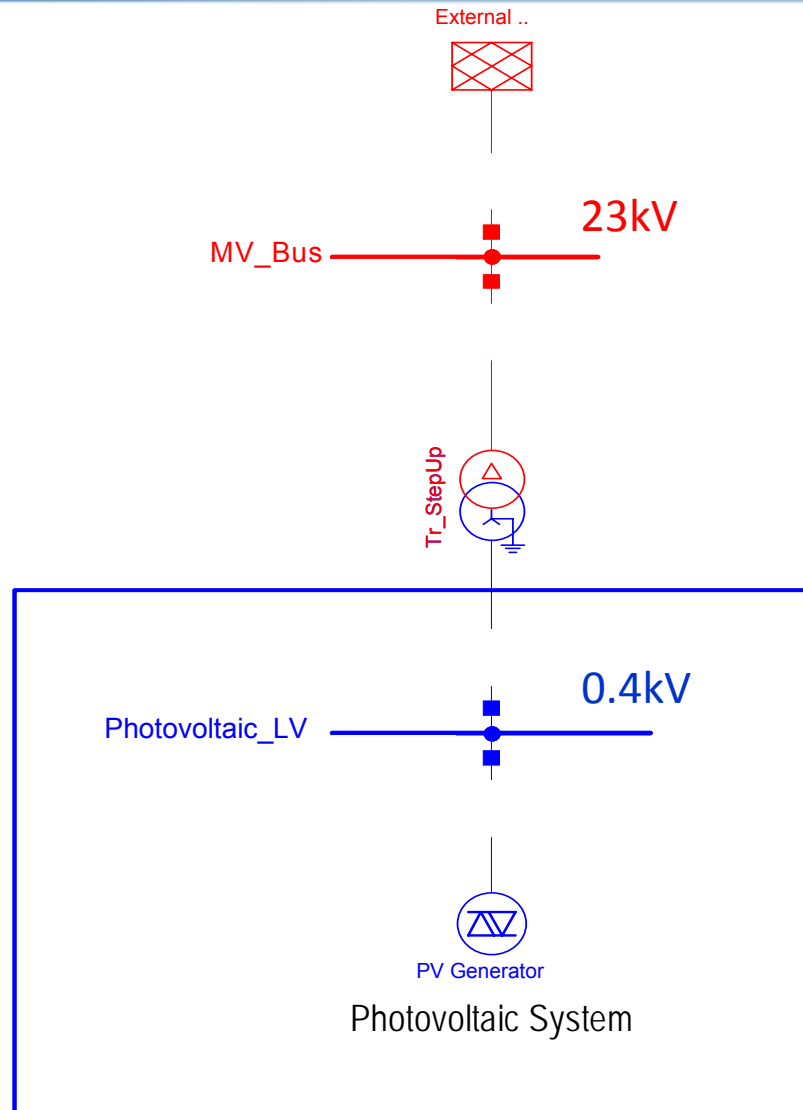 External ..
23kV
MV_Bus
Tr_StepUp
0.4kV
Photovoltaic_LV
PV Generator
Photovoltaic System